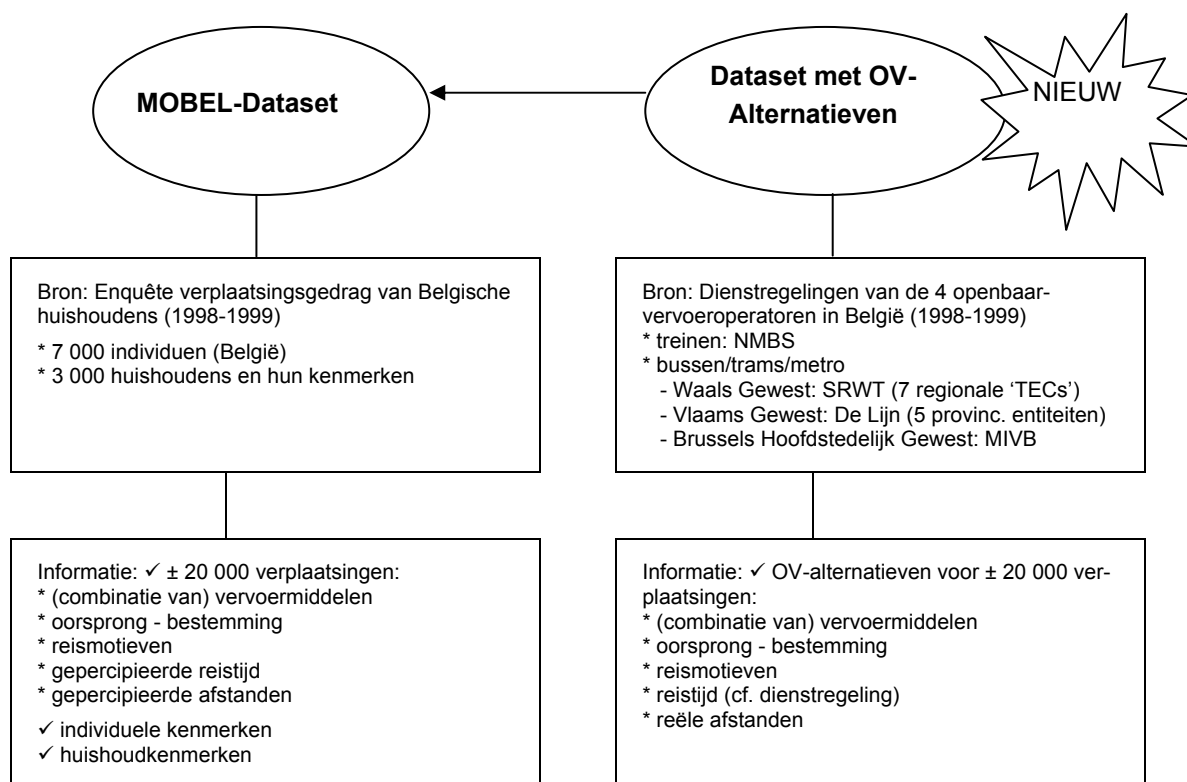 MOBEL-Dataset
Dataset met OV-
Alternatieven
NIEUW
Bron: Enquête verplaatsingsgedrag van Belgische
huishoudens (1998-1999)
* 7 000 individuen (België)
* 3 000 huishoudens en hun kenmerken
Bron: Dienstregelingen van de 4 openbaar-
vervoeroperatoren in België (1998-1999)
* treinen: NMBS
* bussen/trams/metro
- Waals Gewest: SRWT (7 regionale ‘TECs’)
- Vlaams Gewest: De Lijn (5 provinc. entiteiten)
- Brussels Hoofdstedelijk Gewest: MIVB
Informatie: ✓ ± 20 000 verplaatsingen:
* (combinatie van) vervoermiddelen
* oorsprong - bestemming
* reismotieven
* gepercipieerde reistijd
* gepercipieerde afstanden
✓ individuele kenmerken
✓ huishoudkenmerken
Informatie: ✓ OV-alternatieven voor ± 20 000 ver-
plaatsingen:
* (combinatie van) vervoermiddelen
* oorsprong - bestemming
* reismotieven
* reistijd (cf. dienstregeling)
* reële afstanden